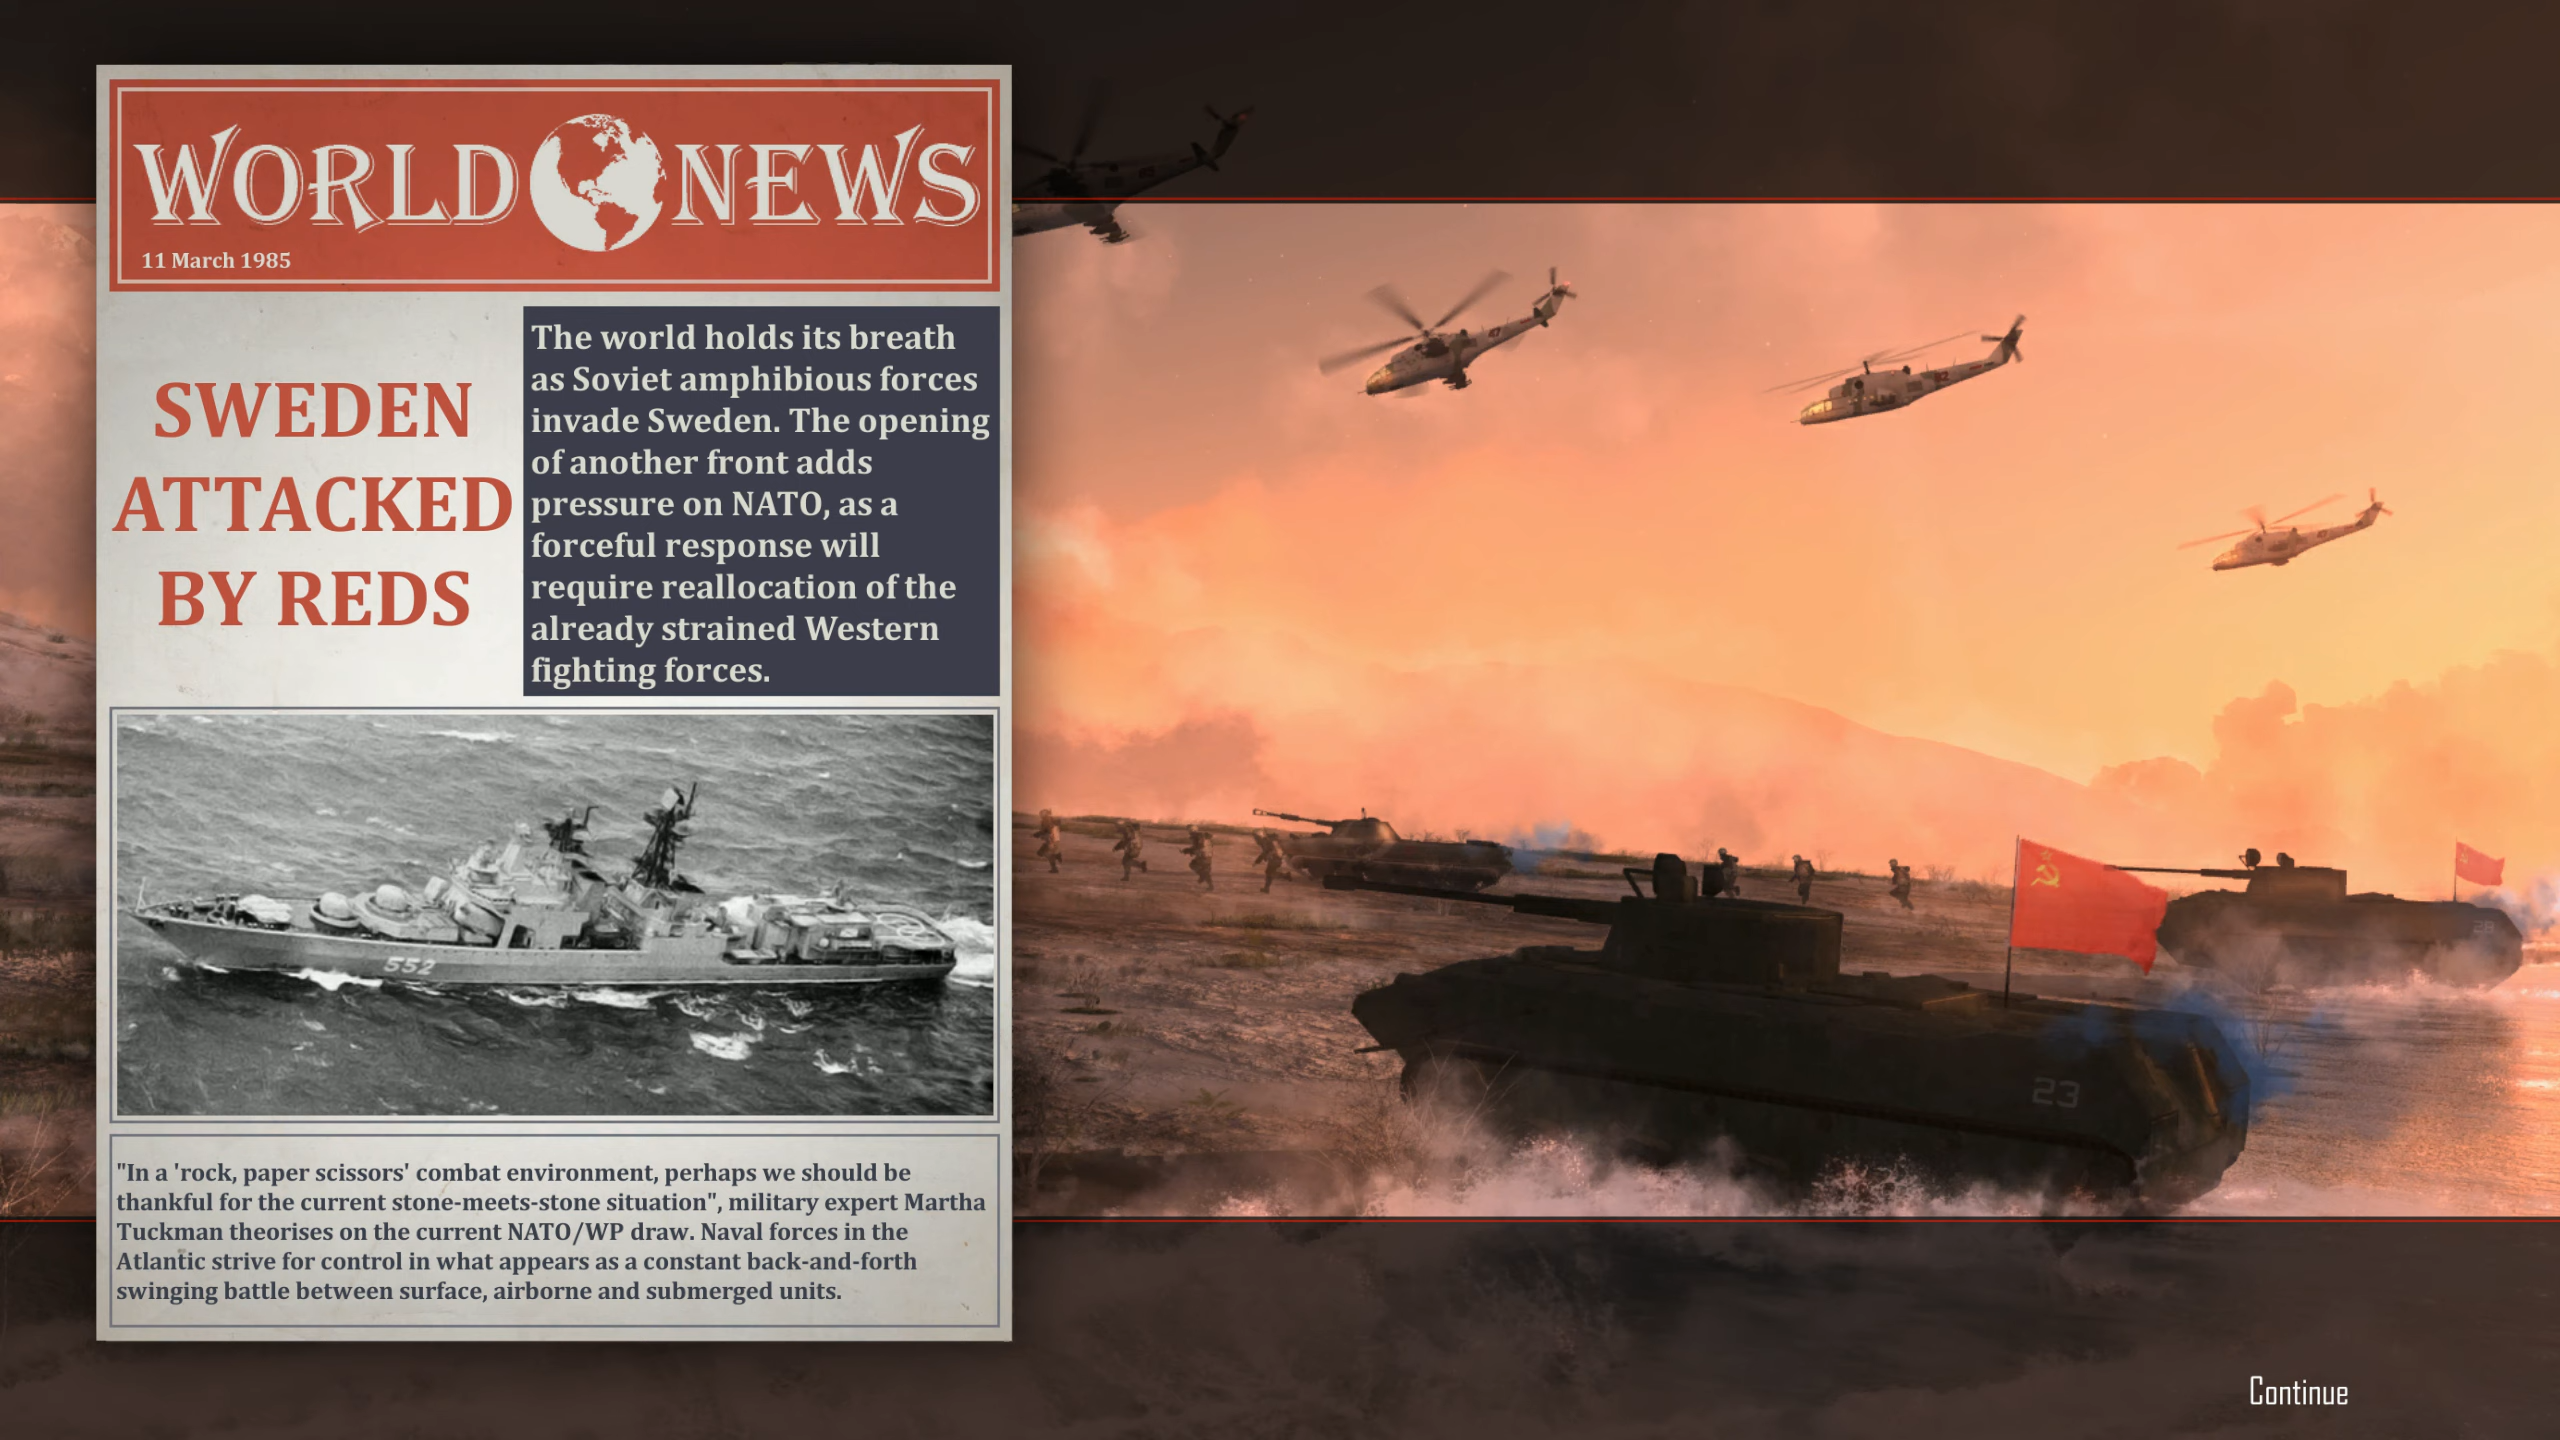 WORLD NEWS
11 March 1985
SWEDEN
ATTACKED
BY REDS
The world holds its breath
as Soviet amphibious forces
invade Sweden. The opening
of another front adds
pressure on NATO, as a
forceful response will
require reallocation of the
already strained Western
fighting forces.
552
"In a 'rock, paper scissors' combat environment, perhaps we should be
thankful for the current stone-meets-stone situation", military expert Martha
Tuckman theorises on the current NATO/WP draw. Naval forces in the
Atlantic strive for control in what appears as a constant back-and-forth
swinging battle between surface, airborne and submerged units.
28
23
Continue